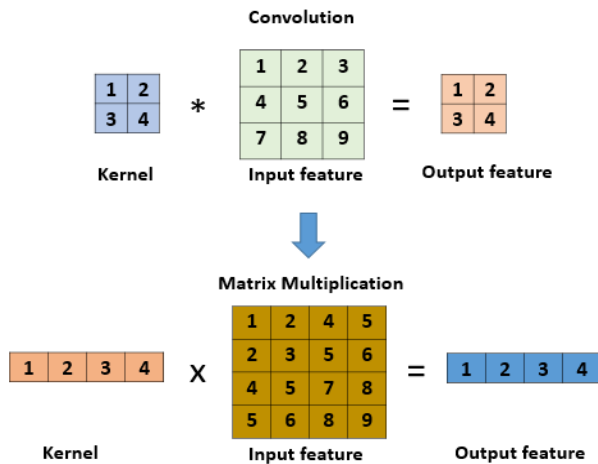 Convolution
1 2
3 4
*
1 2 3
4 5 6
7 8 9
=
1 2
3 4
Kernel
Input feature
Output feature
Matrix Multiplication
1 2 3 4
x
1 2 4 5
2 3 5 6
4 5 7 8
5 6 8 9
=
1 2 3 4
Kernel
Input feature
Output feature